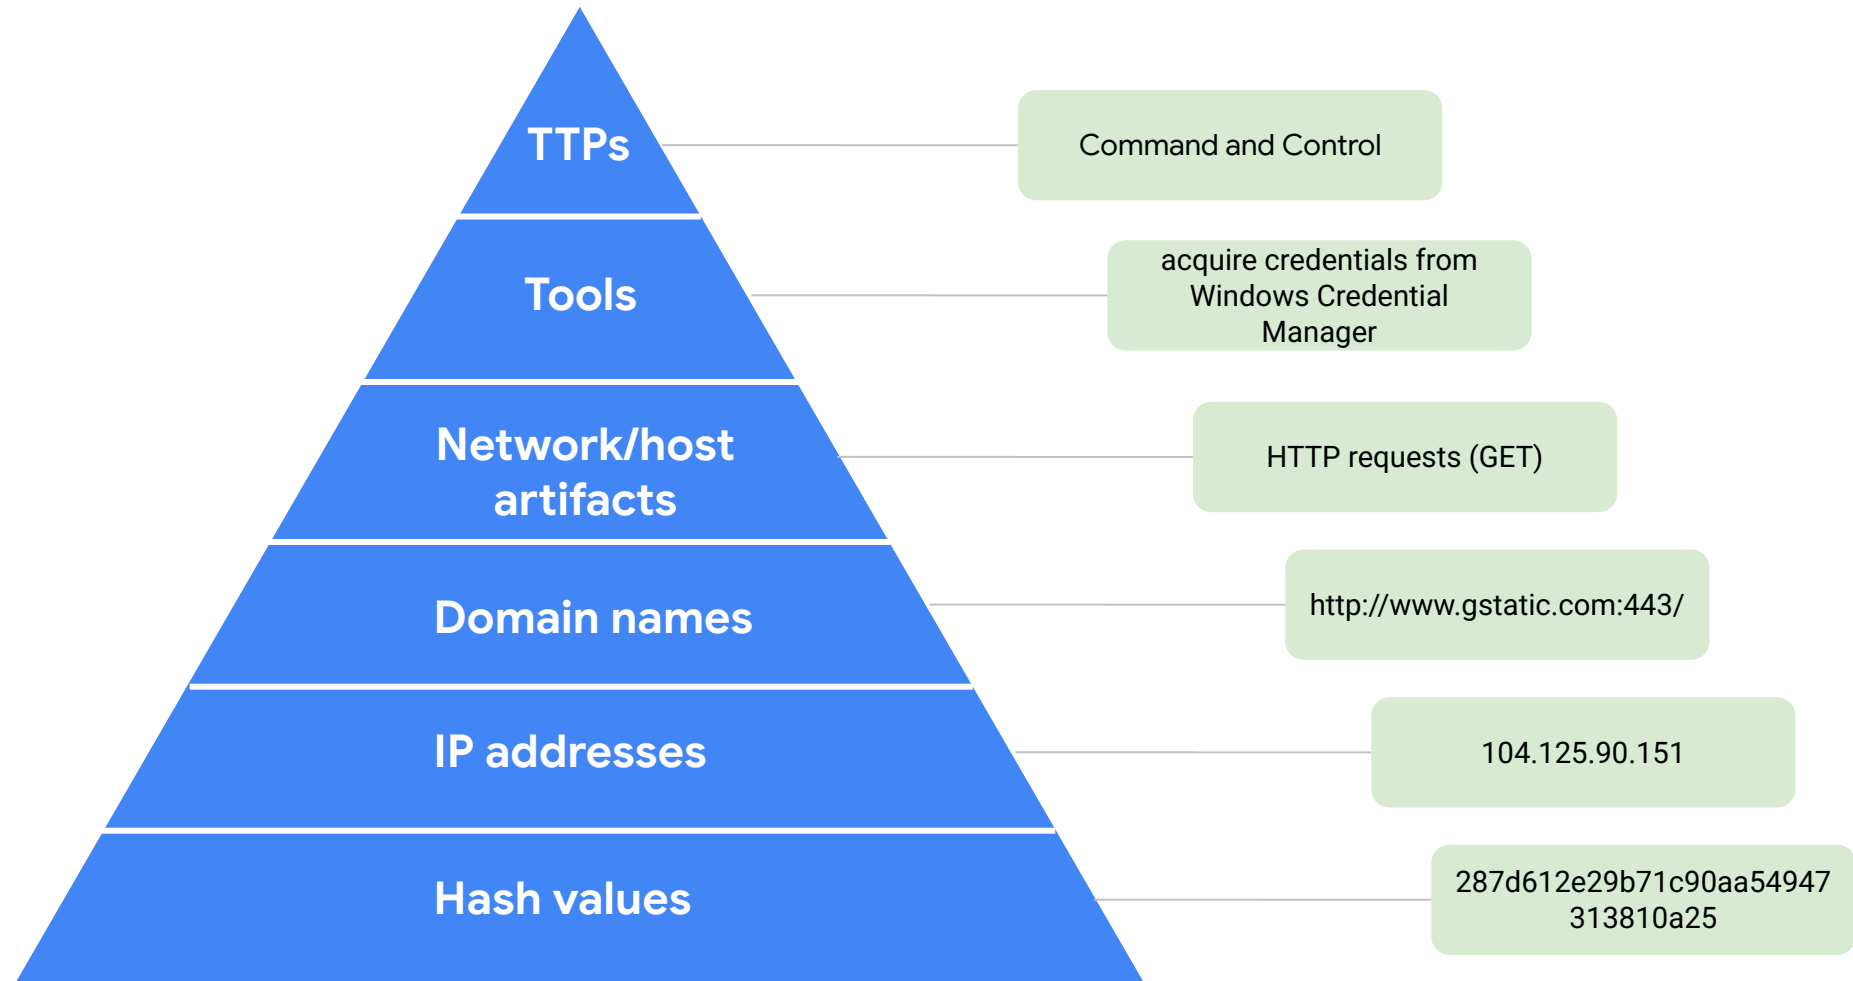 TTPs
Command and Control
Tools
acquire credentials from
Windows Credential
Manager
Network/host
artifacts
HTTP requests (GET)
Domain names
http://www.gstatic.com:443/
IP addresses
104.125.90.151
Hash values
287d612e29b71c90aa54947
313810a25